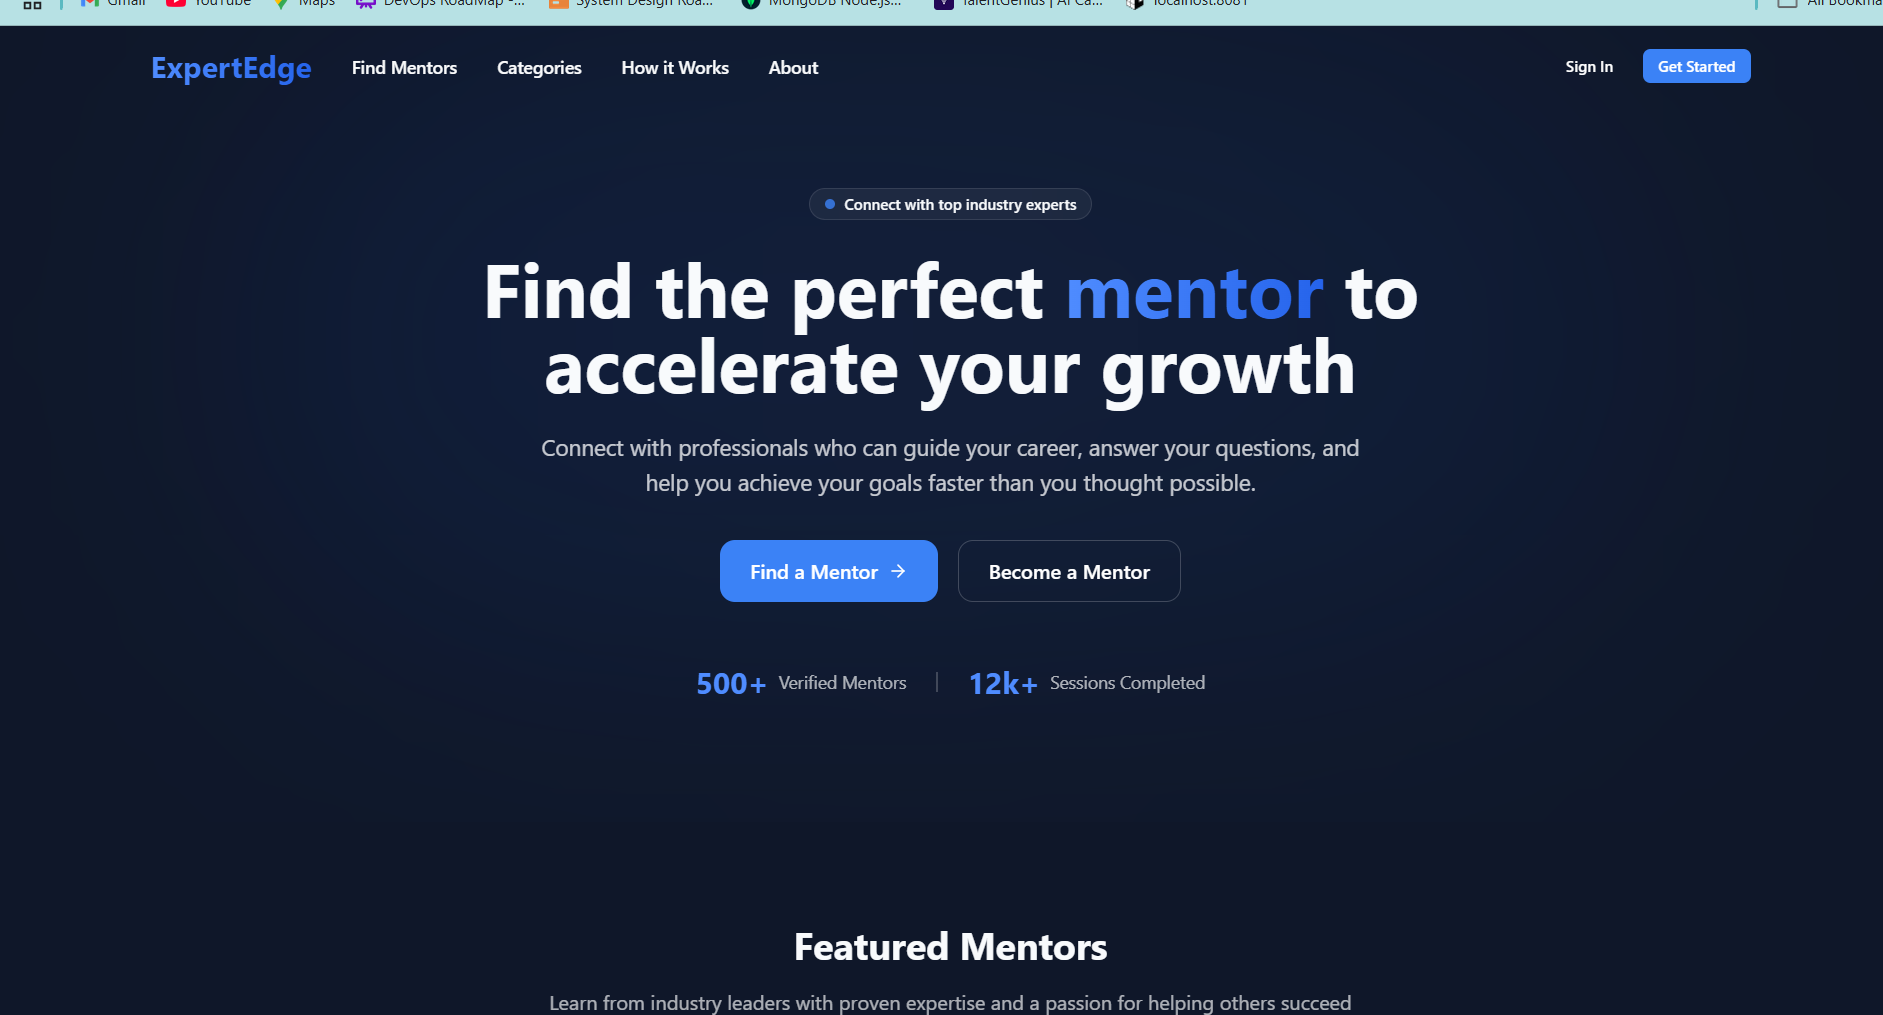 Gmail
YouTube
Maps
DevOps RoadMap -...
System Design Roa...
MongoDB Node.js...
TalentGenius | AI Ca...
localhost:8081
All Bookma
ExpertEdge
Find Mentors
Categories
How it Works
About
Sign In
Get Started
Connect with top industry experts
Find the perfect mentor to
accelerate your growth
Connect with professionals who can guide your career, answer your questions, and
help you achieve your goals faster than you thought possible.
Find a Mentor →
Become a Mentor
500+ Verified Mentors
12k+ Sessions Completed
Featured Mentors
Learn from industry leaders with proven expertise and a passion for helping others succeed